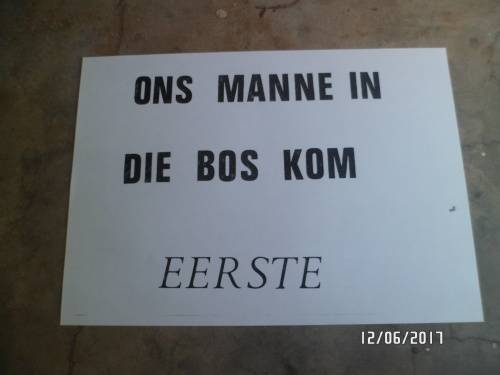 ONS MANNE IN
DIE BOS KOM
EERSTE
12/06/2017